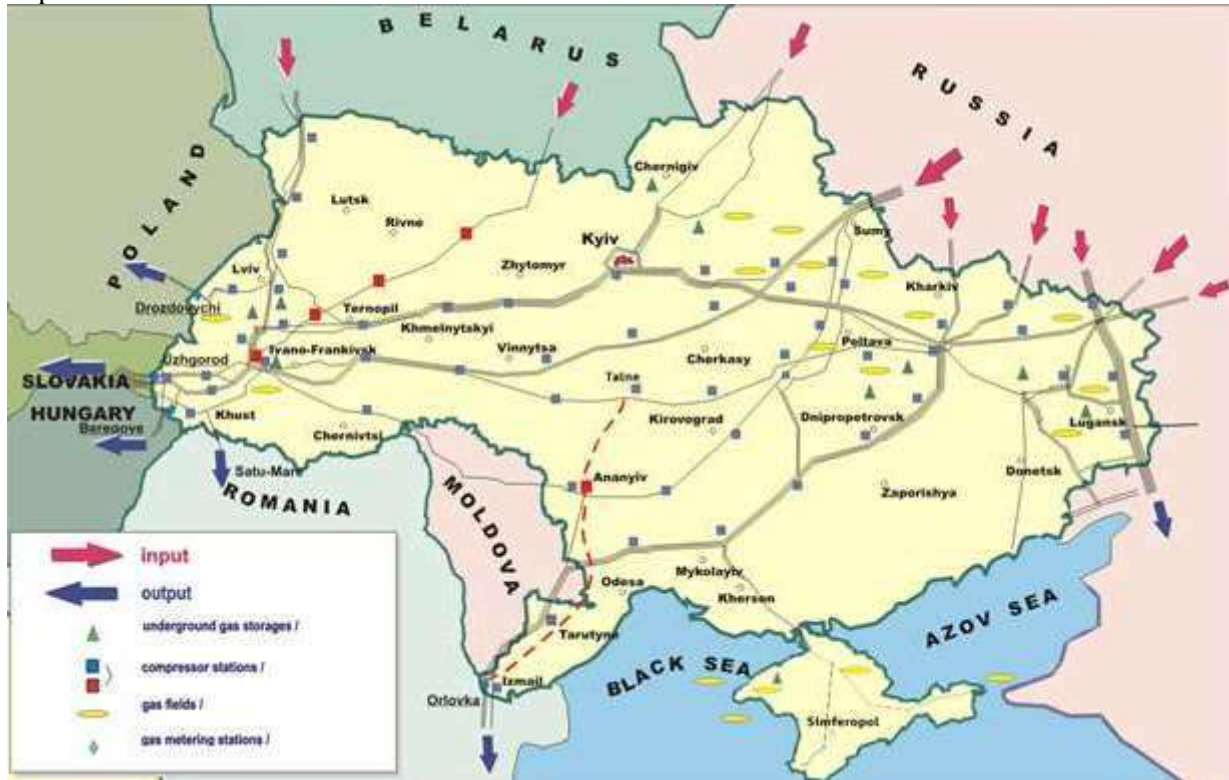 BELARUS
RUSSIA
POLAND
Chernigiv
Lutsk
Rivne
Sumy
Kyiv
Zhytomyr
Lviv
Kharkiv
Drozdovychi
Ternopil
Khmelnytskyi
Poltava
Uzhgorod
Ivano-Frankivsk
Vinnytsa
Cherkasy
SLOVAKIA
Talne
HUNGARY
Khust
Kirovograd
Dnipropetrovsk
Lugansk
Beregove
Chernivtsi
Donetsk
Satu-Mare
ROMANIA
MOLDOVA
Ananyiv
Zaporishya
Odesa
Mykolayiv
Kherson
Tarutyne
AZOV SEA
BLACK SEA
Izmail
Orlovka
Simferopol
input
output
underground gas storages /
compressor stations /
gas fields /
gas metering stations /